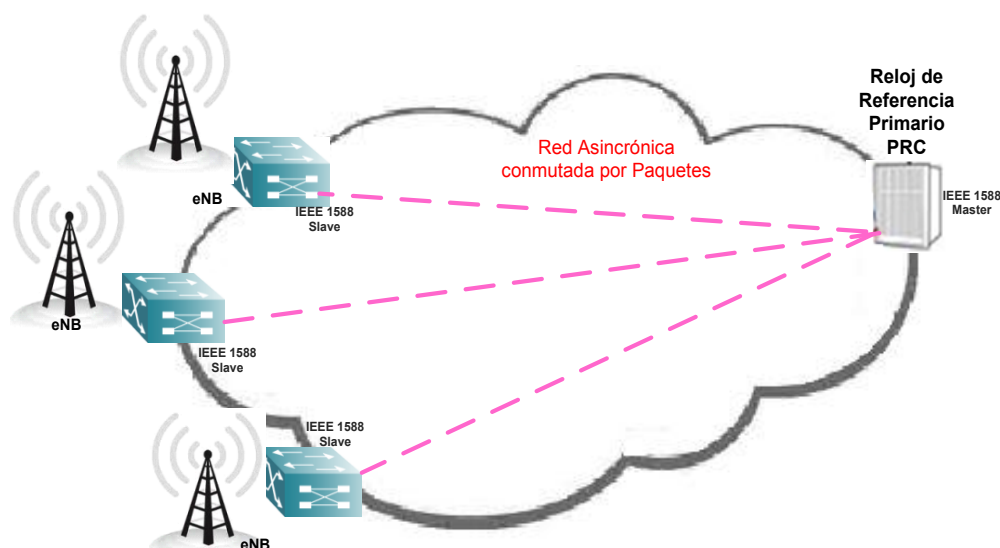 Reloj de
Referencia
Primario
PRC
Red Asincrónica
conmutada por Paquetes
eNB
IEEE 1588
Slave
IEEE 1588
Master
eNB
IEEE 1588
Slave
IEEE 1588
Slave
eNB